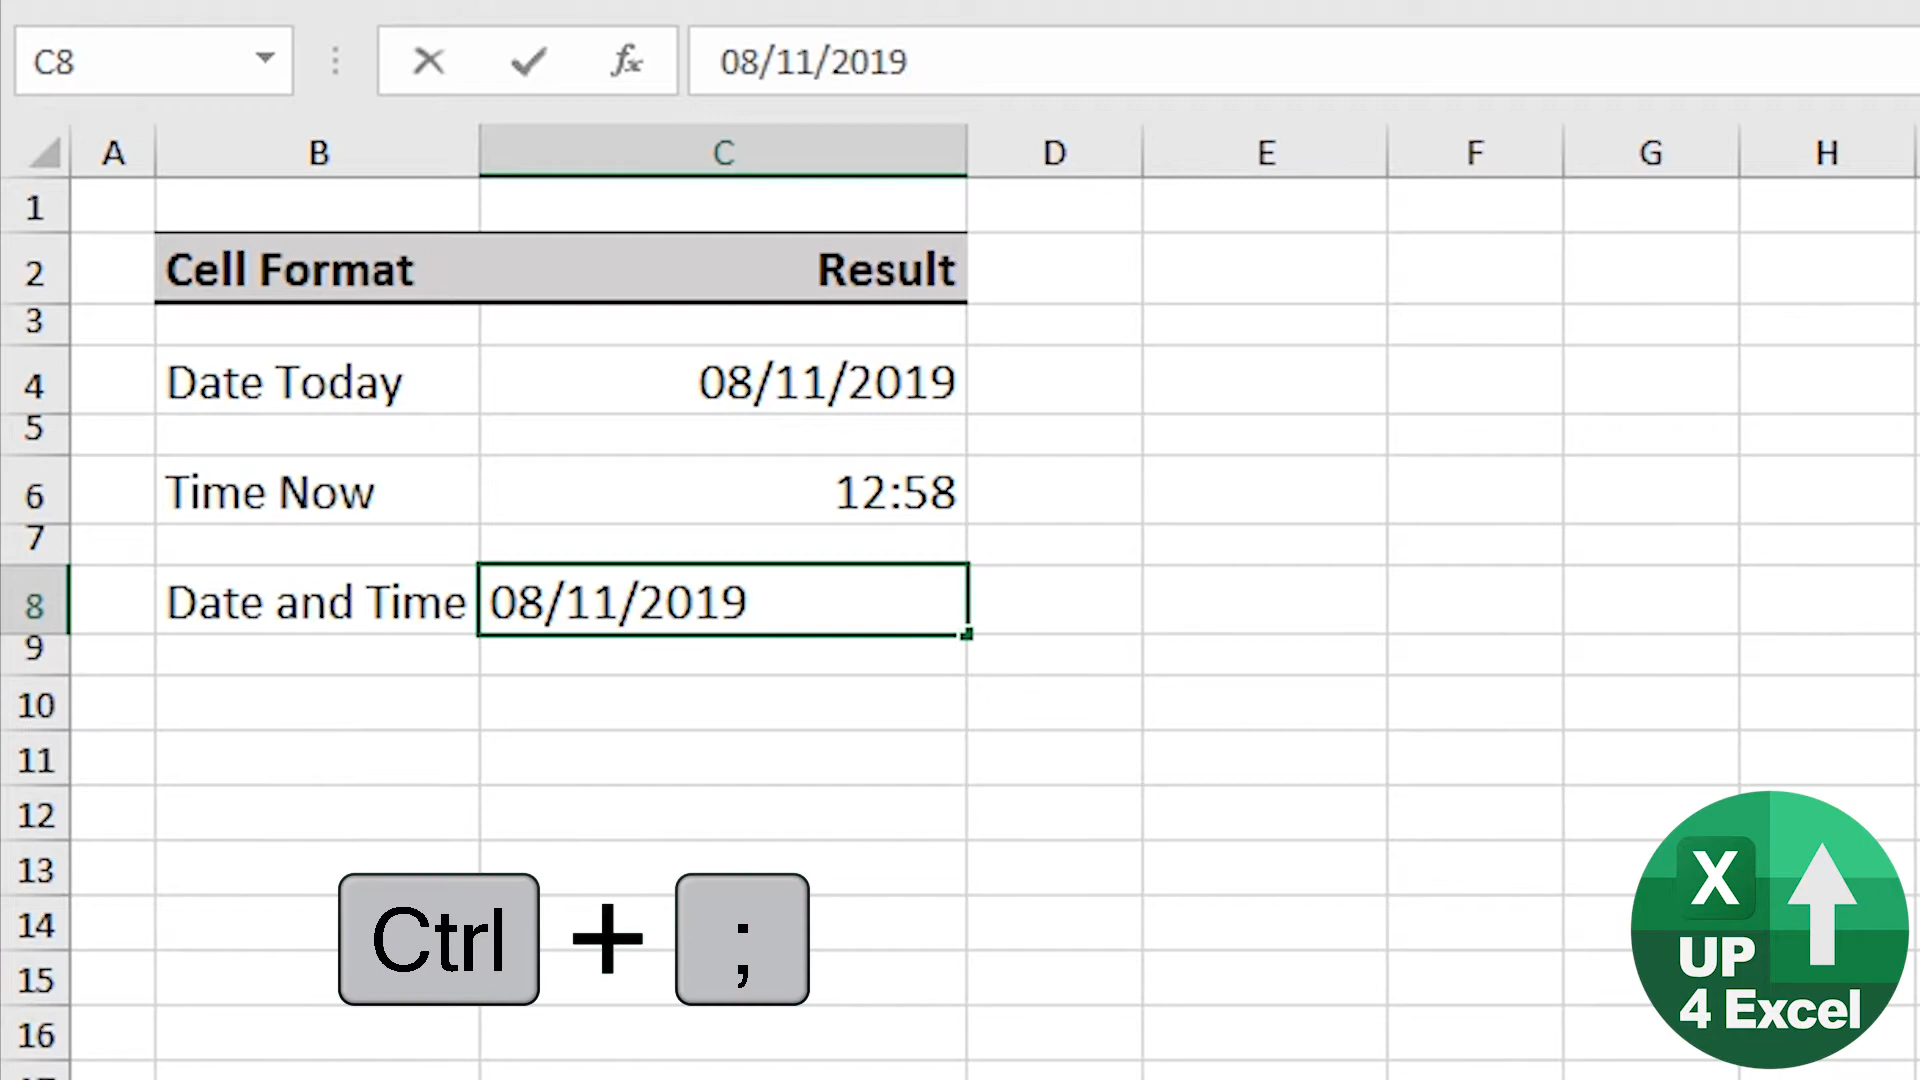 C8 fx 08/11/2019
A B C D E F G H
1
2 Cell Format Result
3
4 Date Today 08/11/2019
5
6 Time Now 12:58
7
8 Date and Time 08/11/2019
9
10
11
12
13
14
15
16
Ctrl + ;
X
UP
4 Excel